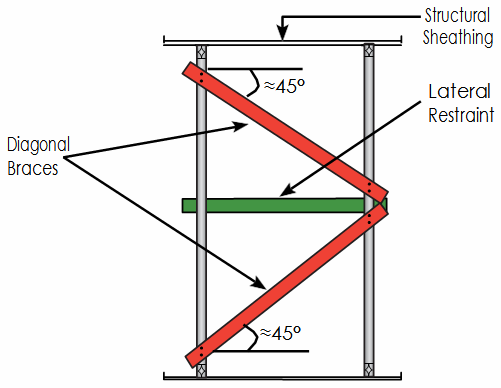 Structural
Sheathing
≈45º
Lateral
Restraint
Diagonal
Braces
≈45º